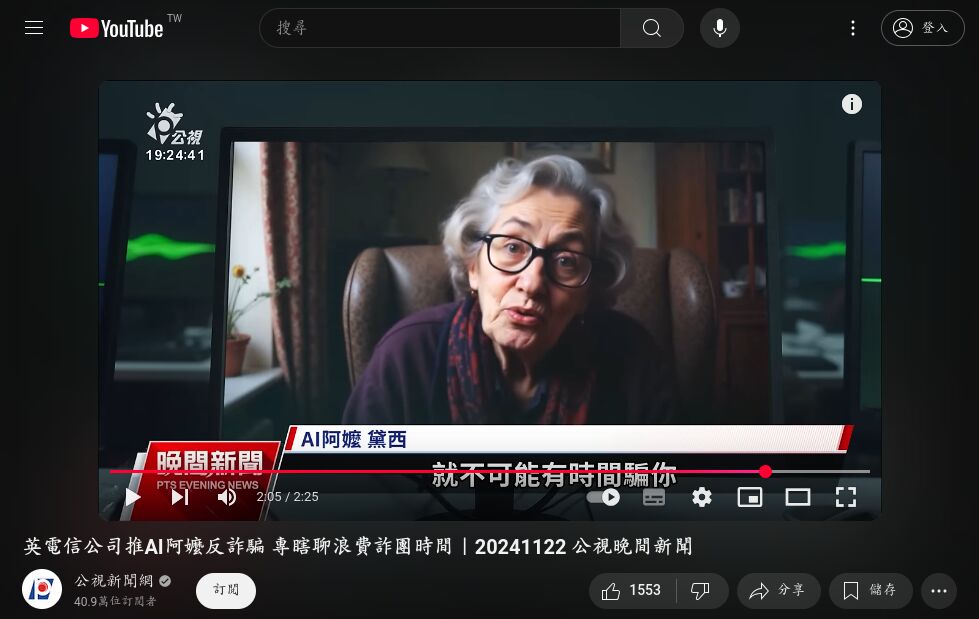 YouTube TW
搜尋
登入
公視
19:24:41
AI阿嬤 黛西
晚間新聞
PTS EVENING NEWS
就不可能有時間騙你
2:05 / 2:25
英電信公司推AI阿嬤反詐騙 專瞎聊浪費詐團時間｜20241122 公視晚間新聞
公視新聞網
40.9萬位訂閱者
訂閱
1553
分享
儲存